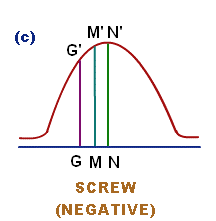 (c)
M' N'
G'
G M N
SCREW
(NEGATIVE)